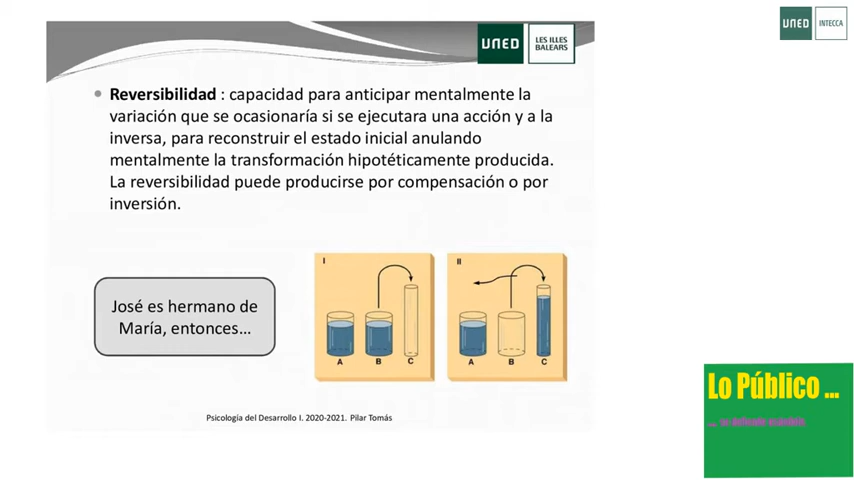 UNED
INTECCA
UNED
LES ILLES
BALEARS
Reversibilidad : capacidad para anticipar mentalmente la
variación que se ocasionaría si se ejecutara una acción y a la
inversa, para reconstruir el estado inicial anulando
mentalmente la transformación hipotéticamente producida.
La reversibilidad puede producirse por compensación o por
inversión.
José es hermano de
María, entonces...
I
A B C
II
A B C
Lo Público ...
Psicología del Desarrollo I. 2020-2021. Pilar Tomás